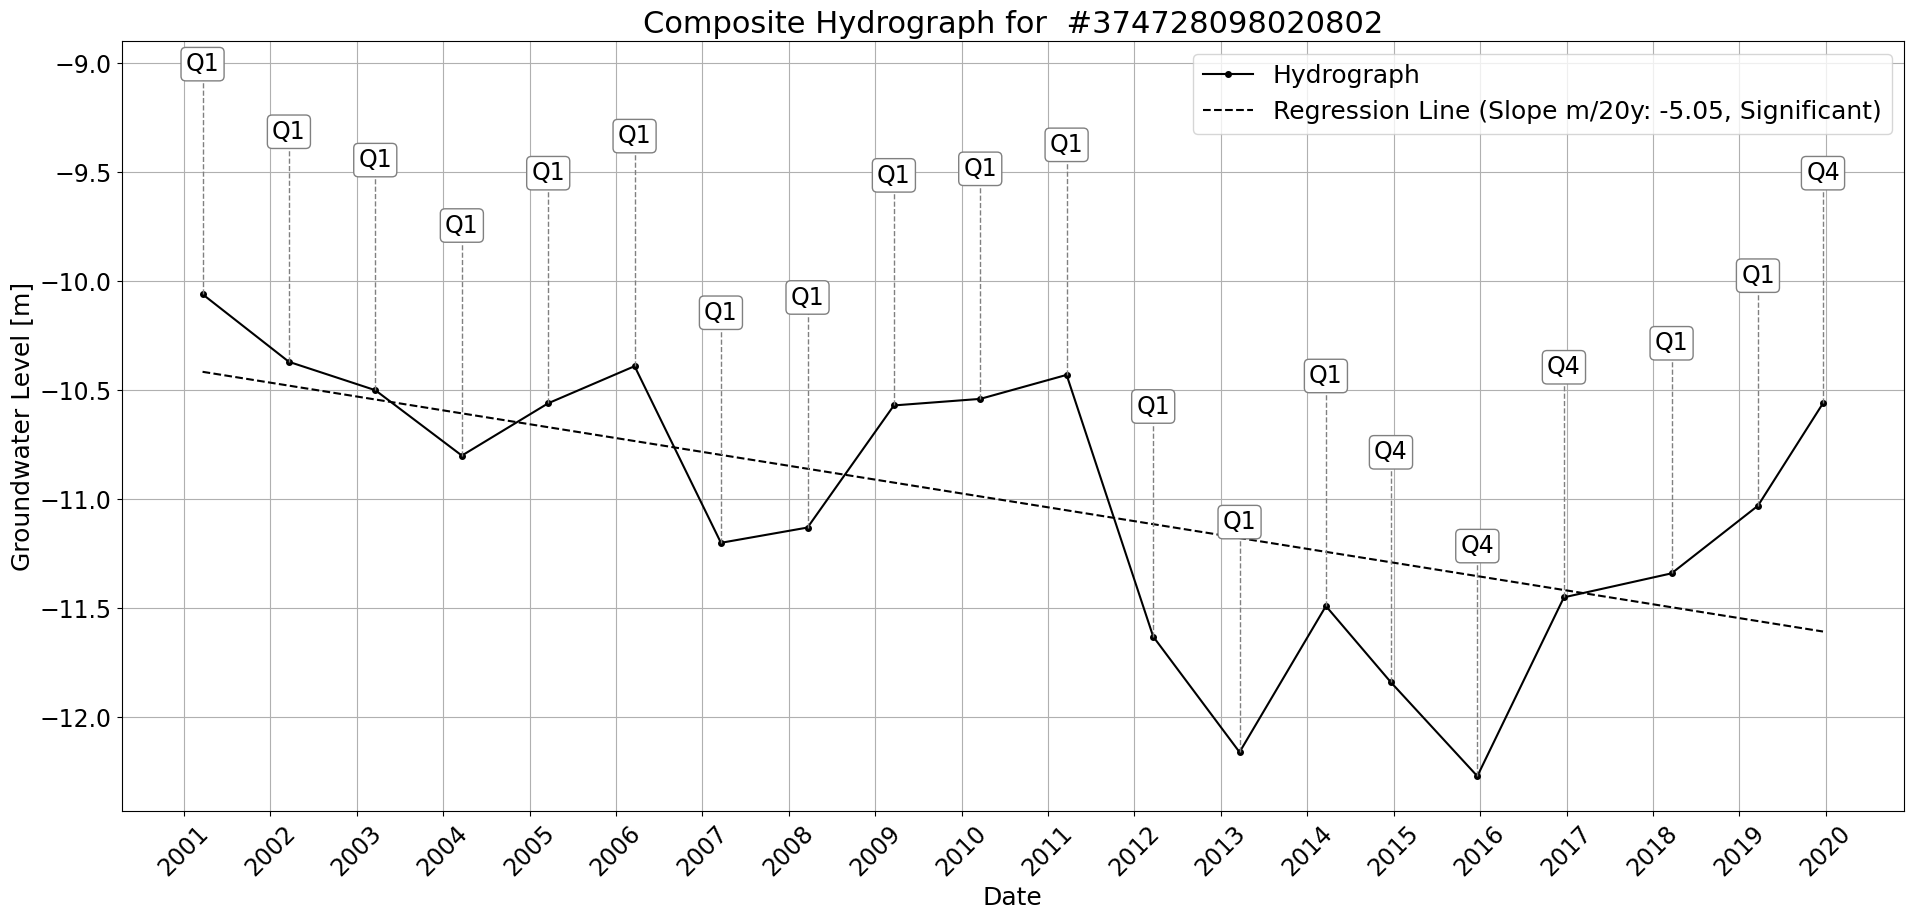 Composite Hydrograph for  #374728098020802
Hydrograph
Regression Line (Slope m/20y: -5.05, Significant)
Groundwater Level [m]
−9.0
−9.5
−10.0
−10.5
−11.0
−11.5
−12.0
Q1
Q1
Q1
Q1
Q1
Q1
Q1
Q1
Q1
Q1
Q1
Q1
Q1
Q1
Q4
Q4
Q4
Q1
Q1
Q4
2001
2002
2003
2004
2005
2006
2007
2008
2009
2010
2011
2012
2013
2014
2015
2016
2017
2018
2019
2020
Date